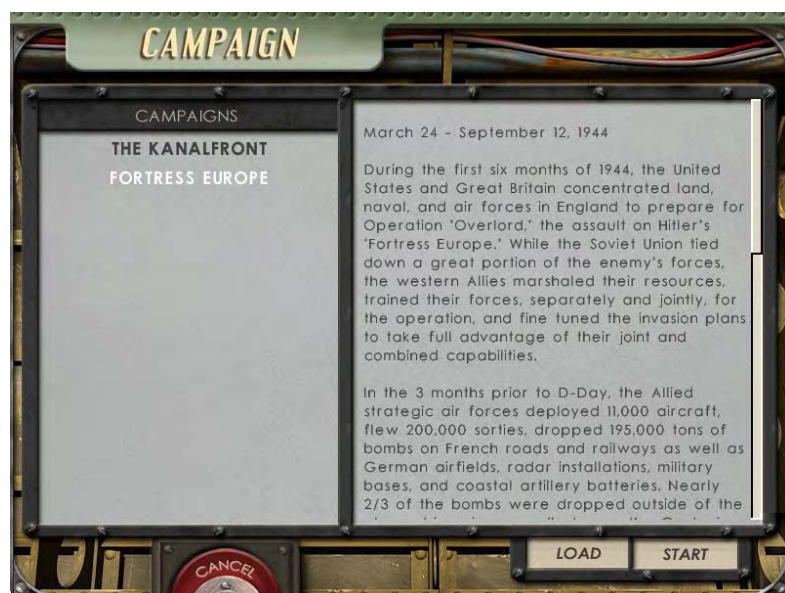 CAMPAIGN
CAMPAIGNS
THE KANALFRONT
FORTRESS EUROPE
March 24 - September 12, 1944
During the first six months of 1944, the United
States and Great Britain concentrated land,
naval, and air forces in England to prepare for
Operation 'Overlord,' the assault on Hitler's
'Fortress Europe.' While the Soviet Union tied
down a great portion of the enemy's forces,
the western Allies marshaled their resources,
trained their forces, separately and jointly, for
the operation, and fine tuned the invasion plans
to take full advantage of their joint and
combined capabilities.
In the 3 months prior to D-Day, the Allied
strategic air forces deployed 11,000 aircraft,
flew 200,000 sorties, dropped 195,000 tons of
bombs on French roads and railways as well as
German airfields, radar installations, military
bases, and coastal artillery batteries. Nearly
2/3 of the bombs were dropped outside of the
CANCEL
LOAD
START